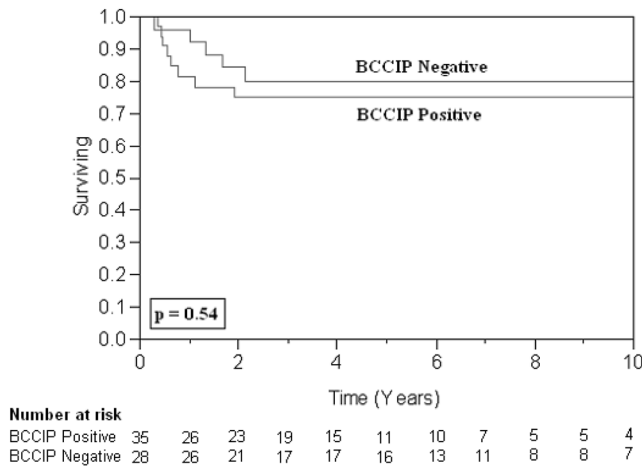 1.0
0.9
0.8
0.7
0.6
0.5
0.4
0.3
0.2
0.1
0.0
Surviving
BCCIP Negative
BCCIP Positive
p = 0.54
0 2 4 6 8 10
Time (Years)
Number at risk
BCCIP Positive 35 26 23 19 15 11 10 7 5 5 4
BCCIP Negative 28 26 21 17 17 16 13 11 8 8 7